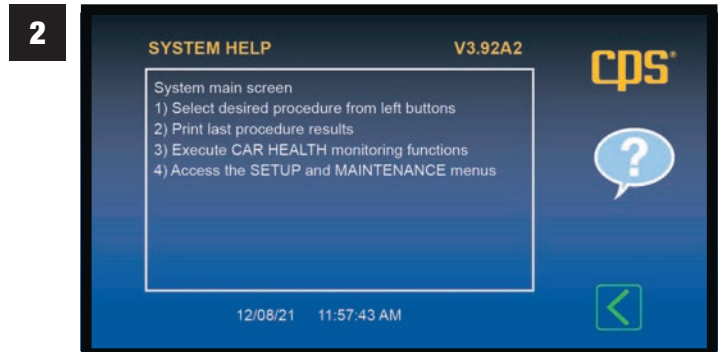 2
SYSTEM HELP V3.92A2
cps®
System main screen
1) Select desired procedure from left buttons
2) Print last procedure results
3) Execute CAR HEALTH monitoring functions
4) Access the SETUP and MAINTENANCE menus
?
12/08/21 11:57:43 AM